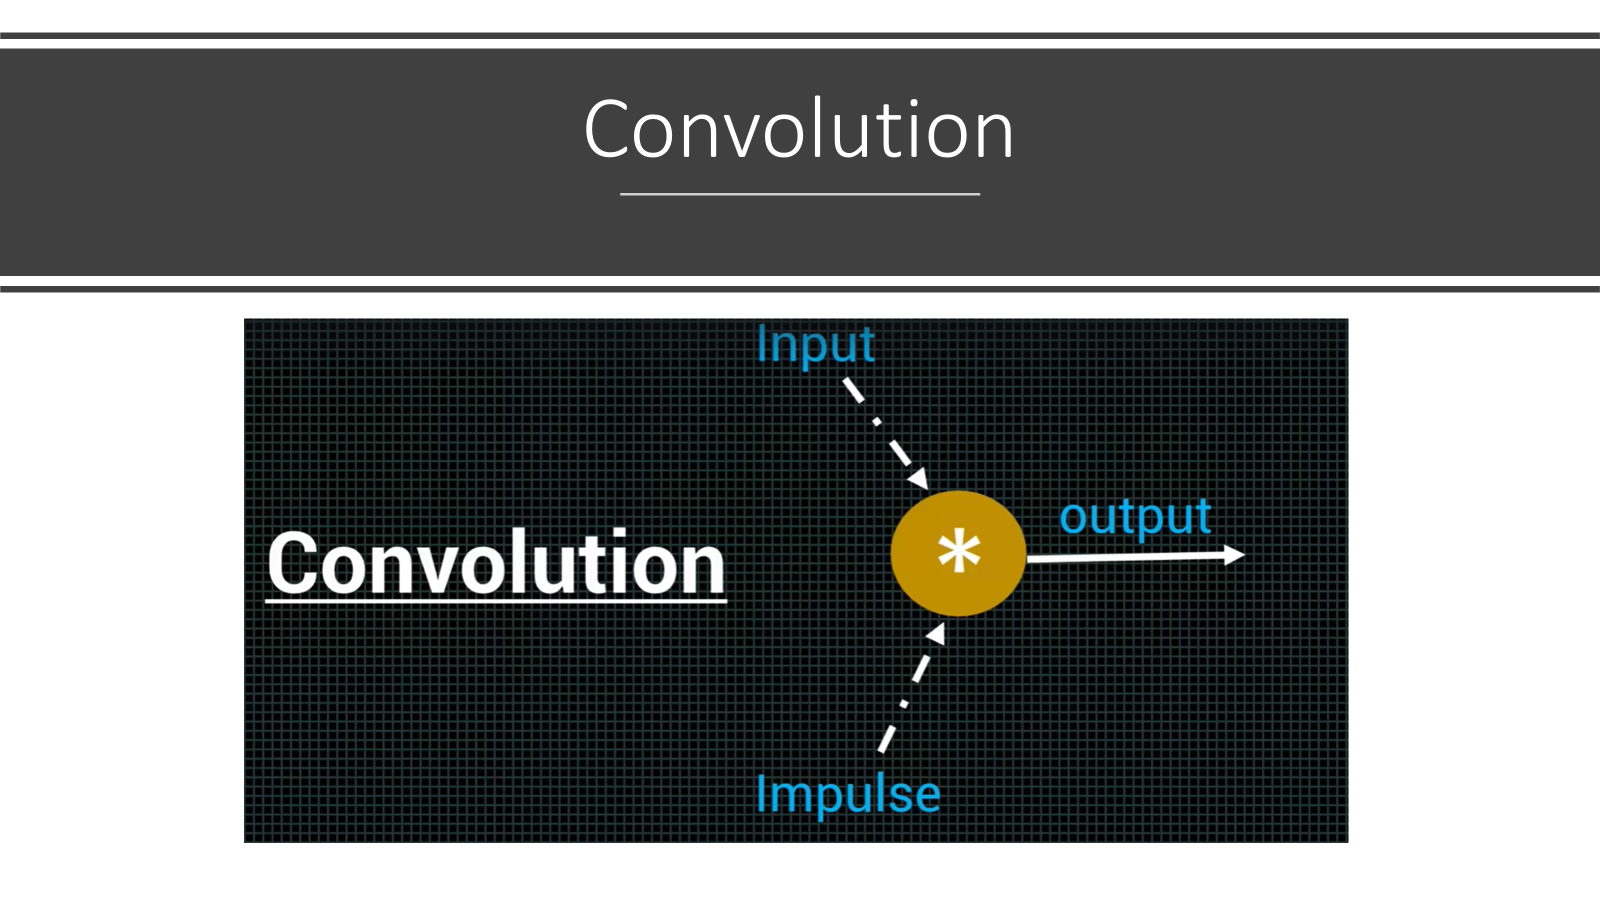 Convolution
Input
output
*
Convolution
Impulse